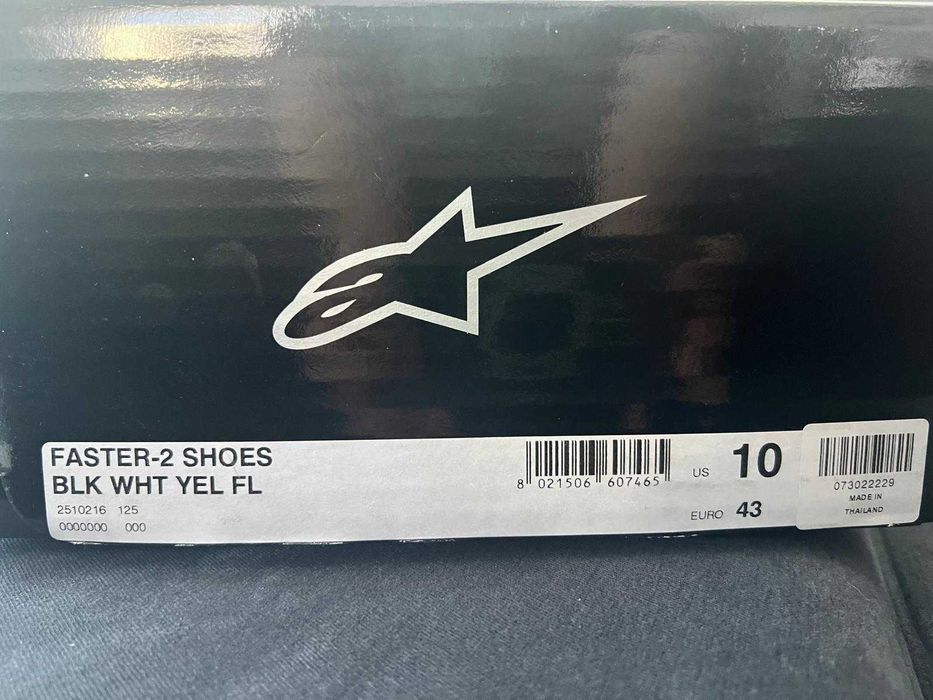 FASTER-2 SHOES
BLK WHT YEL FL
2510216 125
0000000 000
8 021506 607465
US 10
EURO 43
073022229
MADE IN
THAILAND